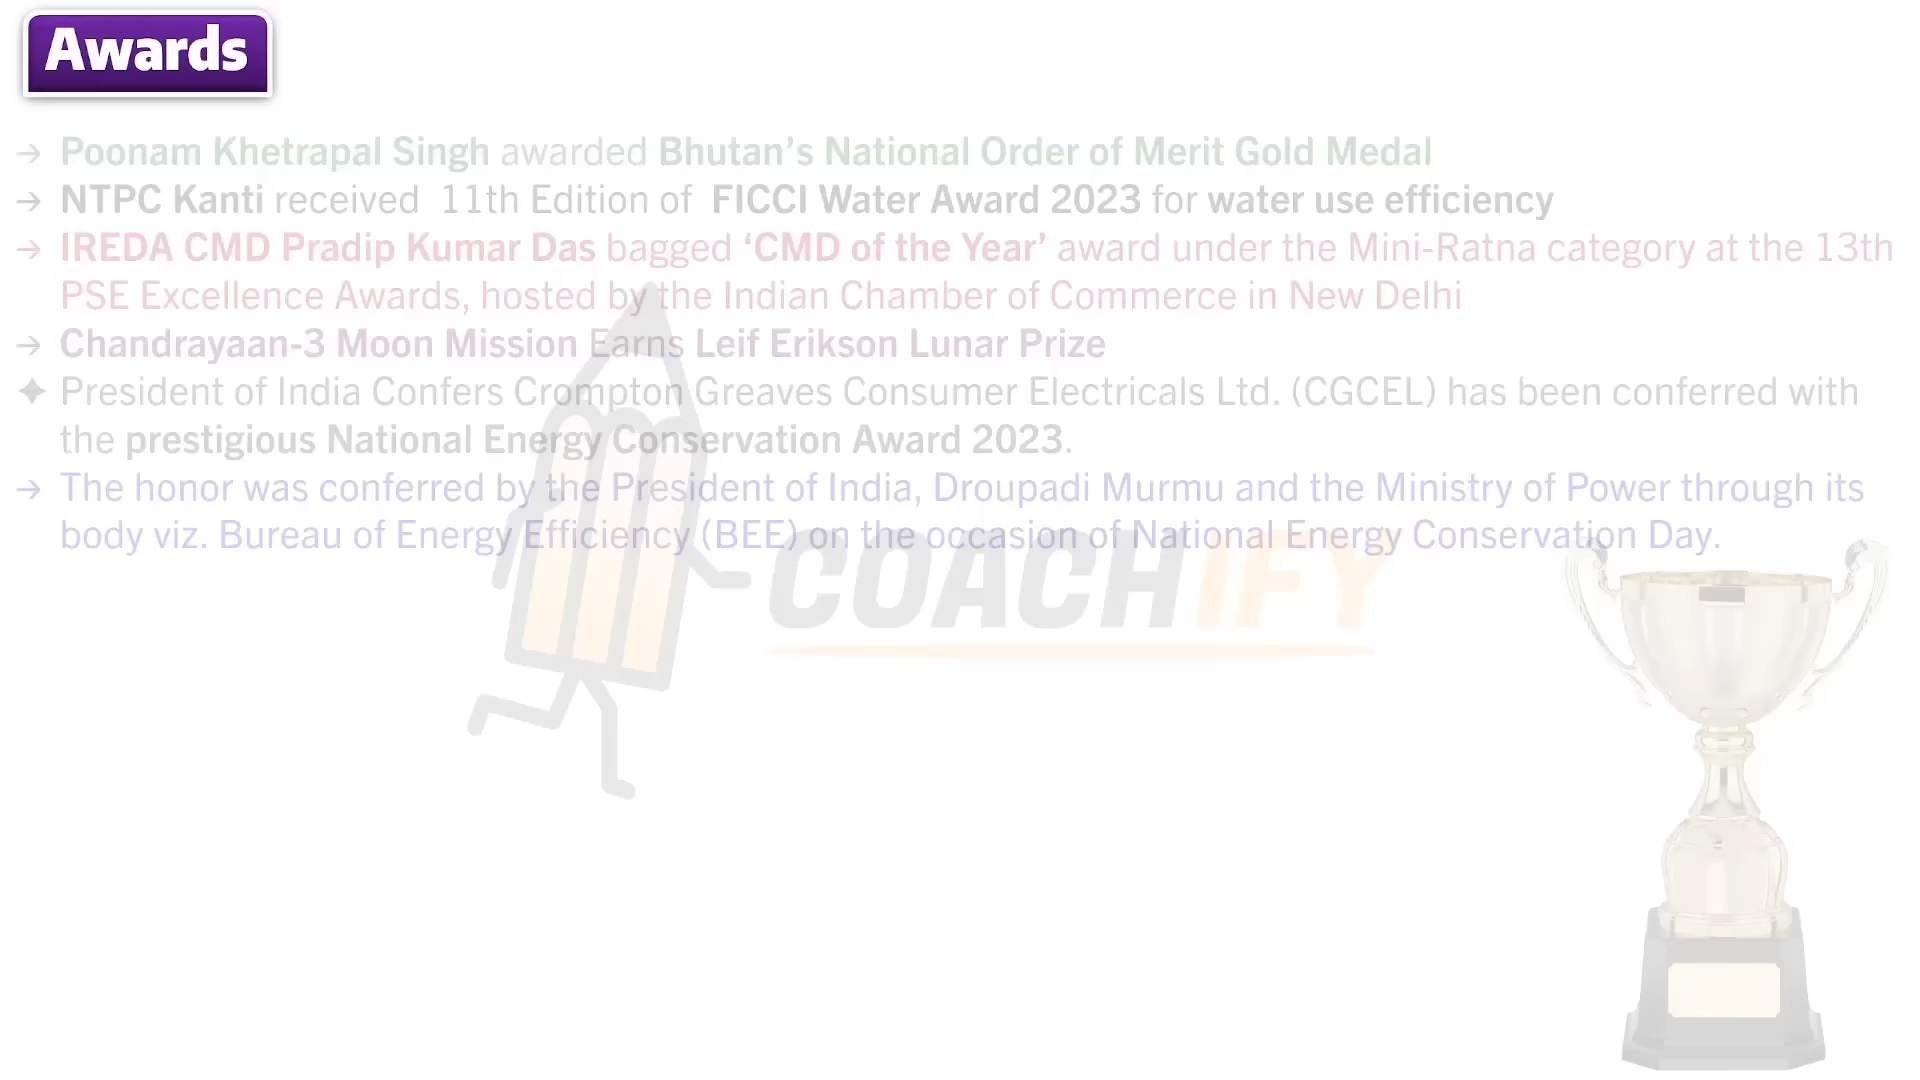 Awards
→ Poonam Khetrapal Singh awarded Bhutan’s National Order of Merit Gold Medal
→ NTPC Kanti received 11th Edition of FICCI Water Award 2023 for water use efficiency
→ IREDA CMD Pradip Kumar Das bagged ‘CMD of the Year’ award under the Mini-Ratna category at the 13th
PSE Excellence Awards, hosted by the Indian Chamber of Commerce in New Delhi
→ Chandrayaan-3 Moon Mission Earns Leif Erikson Lunar Prize
✦ President of India Confers Crompton Greaves Consumer Electricals Ltd. (CGCEL) has been conferred with
the prestigious National Energy Conservation Award 2023.
→ The honor was conferred by the President of India, Droupadi Murmu and the Ministry of Power through its
body viz. Bureau of Energy Efficiency (BEE) on the occasion of National Energy Conservation Day.
COACHIFY